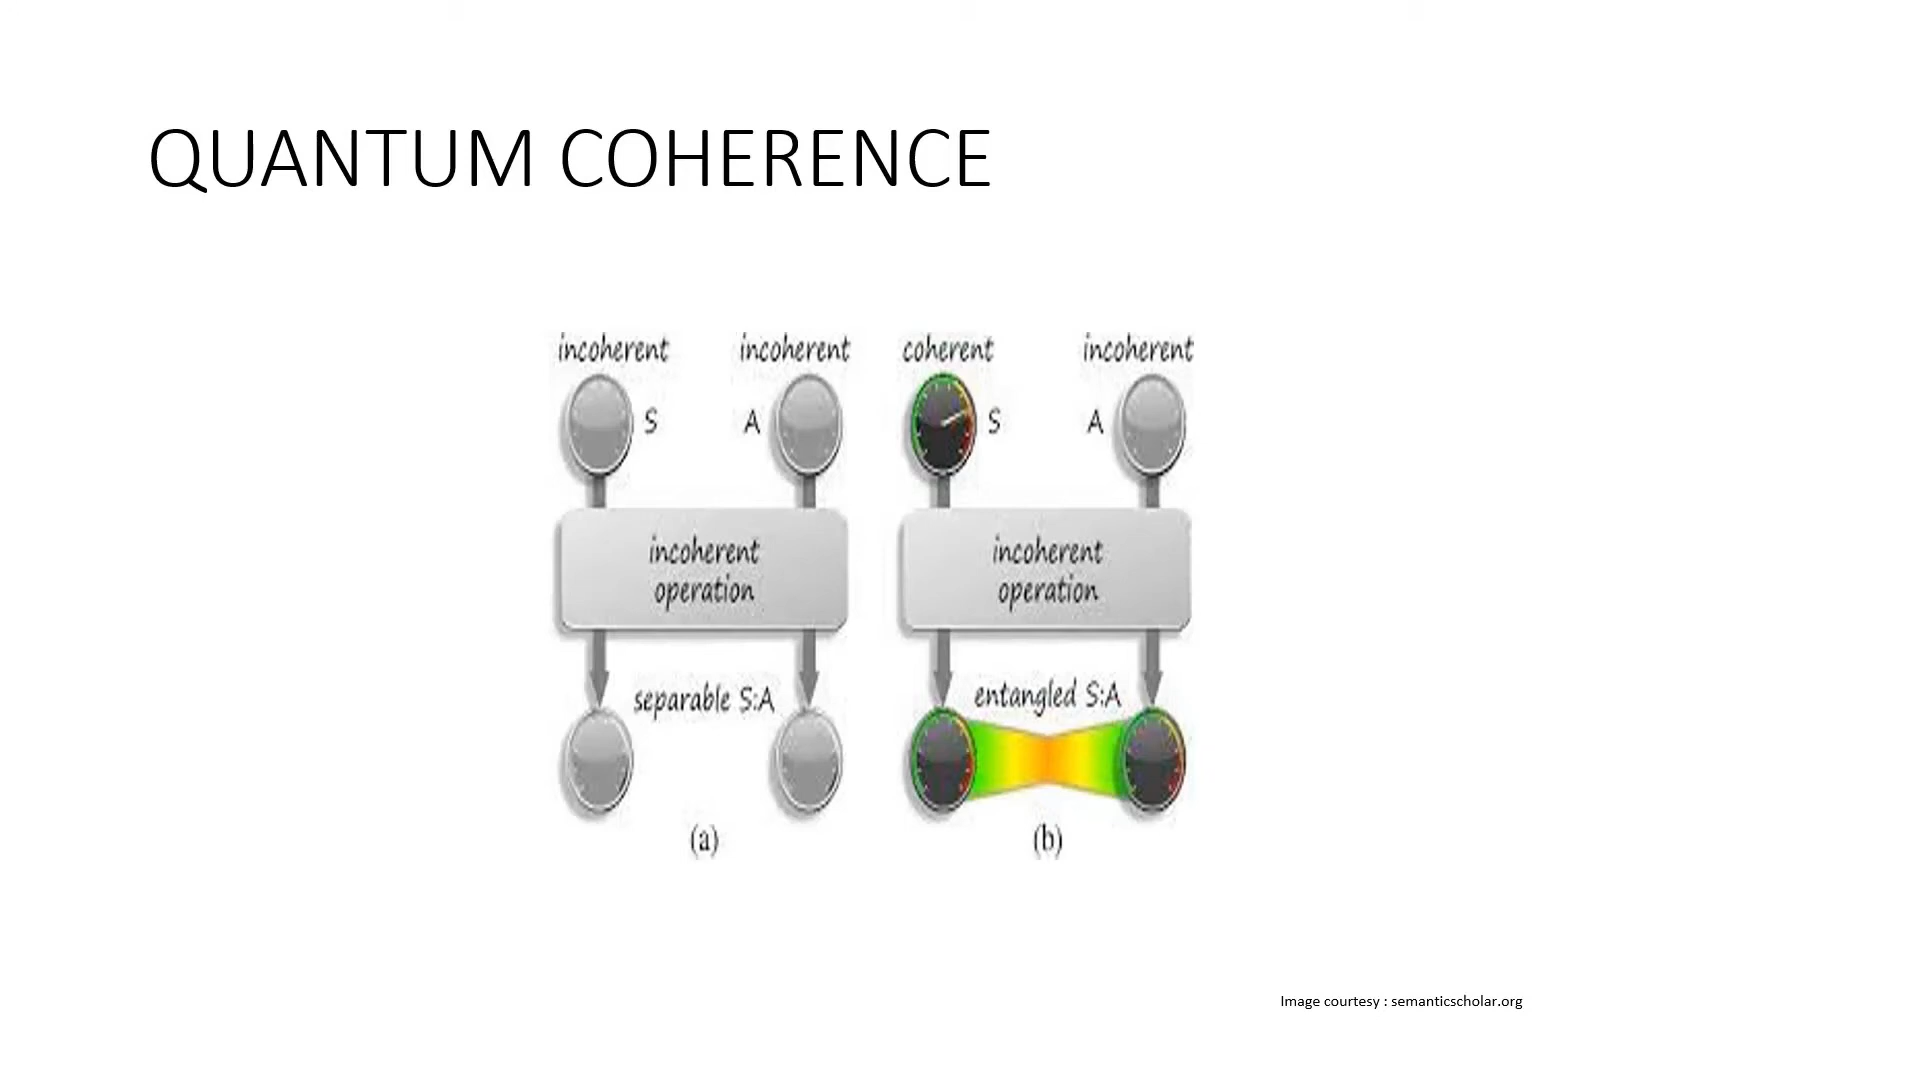 QUANTUM COHERENCE
incoherent
incoherent
S
A
incoherent
operation
separable S:A
(a)
coherent
incoherent
S
A
incoherent
operation
entangled S:A
(b)
Image courtesy : semanticscholar.org